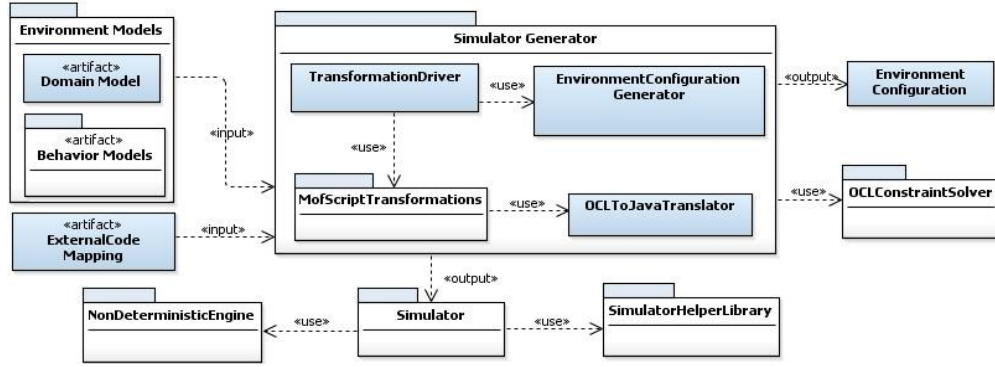 Environment Models
«artifact»
Domain Model
«artifact»
Behavior Models
«artifact»
ExternalCode
Mapping
«input»
«input»
Simulator Generator
TransformationDriver
«use»
EnvironmentConfiguration
Generator
«use»
MofScriptTransformations
«use»
OCLToJavaTranslator
«output»
Environment
Configuration
«use»
OCLConstraintSolver
«output»
NonDeterministicEngine
«use»
Simulator
«use»
SimulatorHelperLibrary